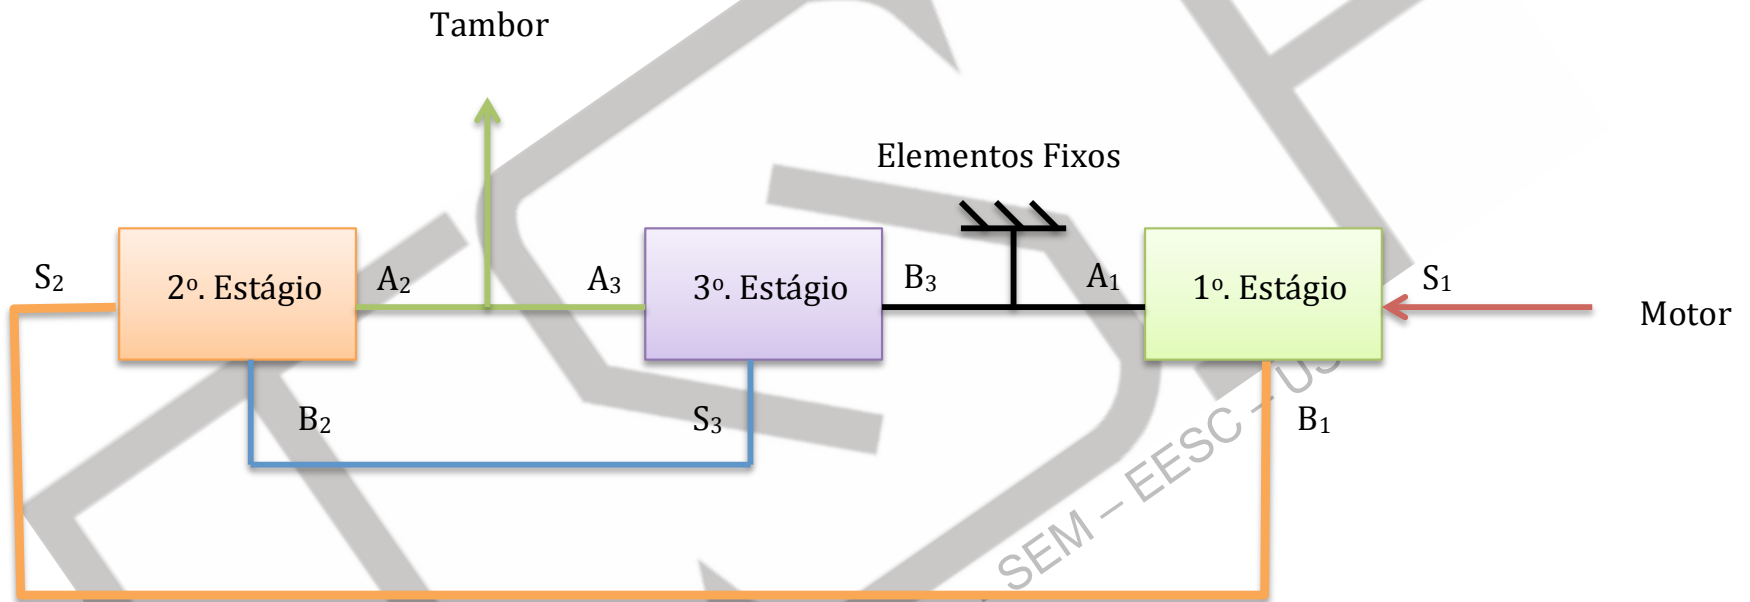 Tambor
Elementos Fixos
S₂
2º. Estágio
A₂
A₃
3º. Estágio
B₃
A₁
1º. Estágio
S₁
Motor
B₂
S₃
B₁
SEM – EESC – US